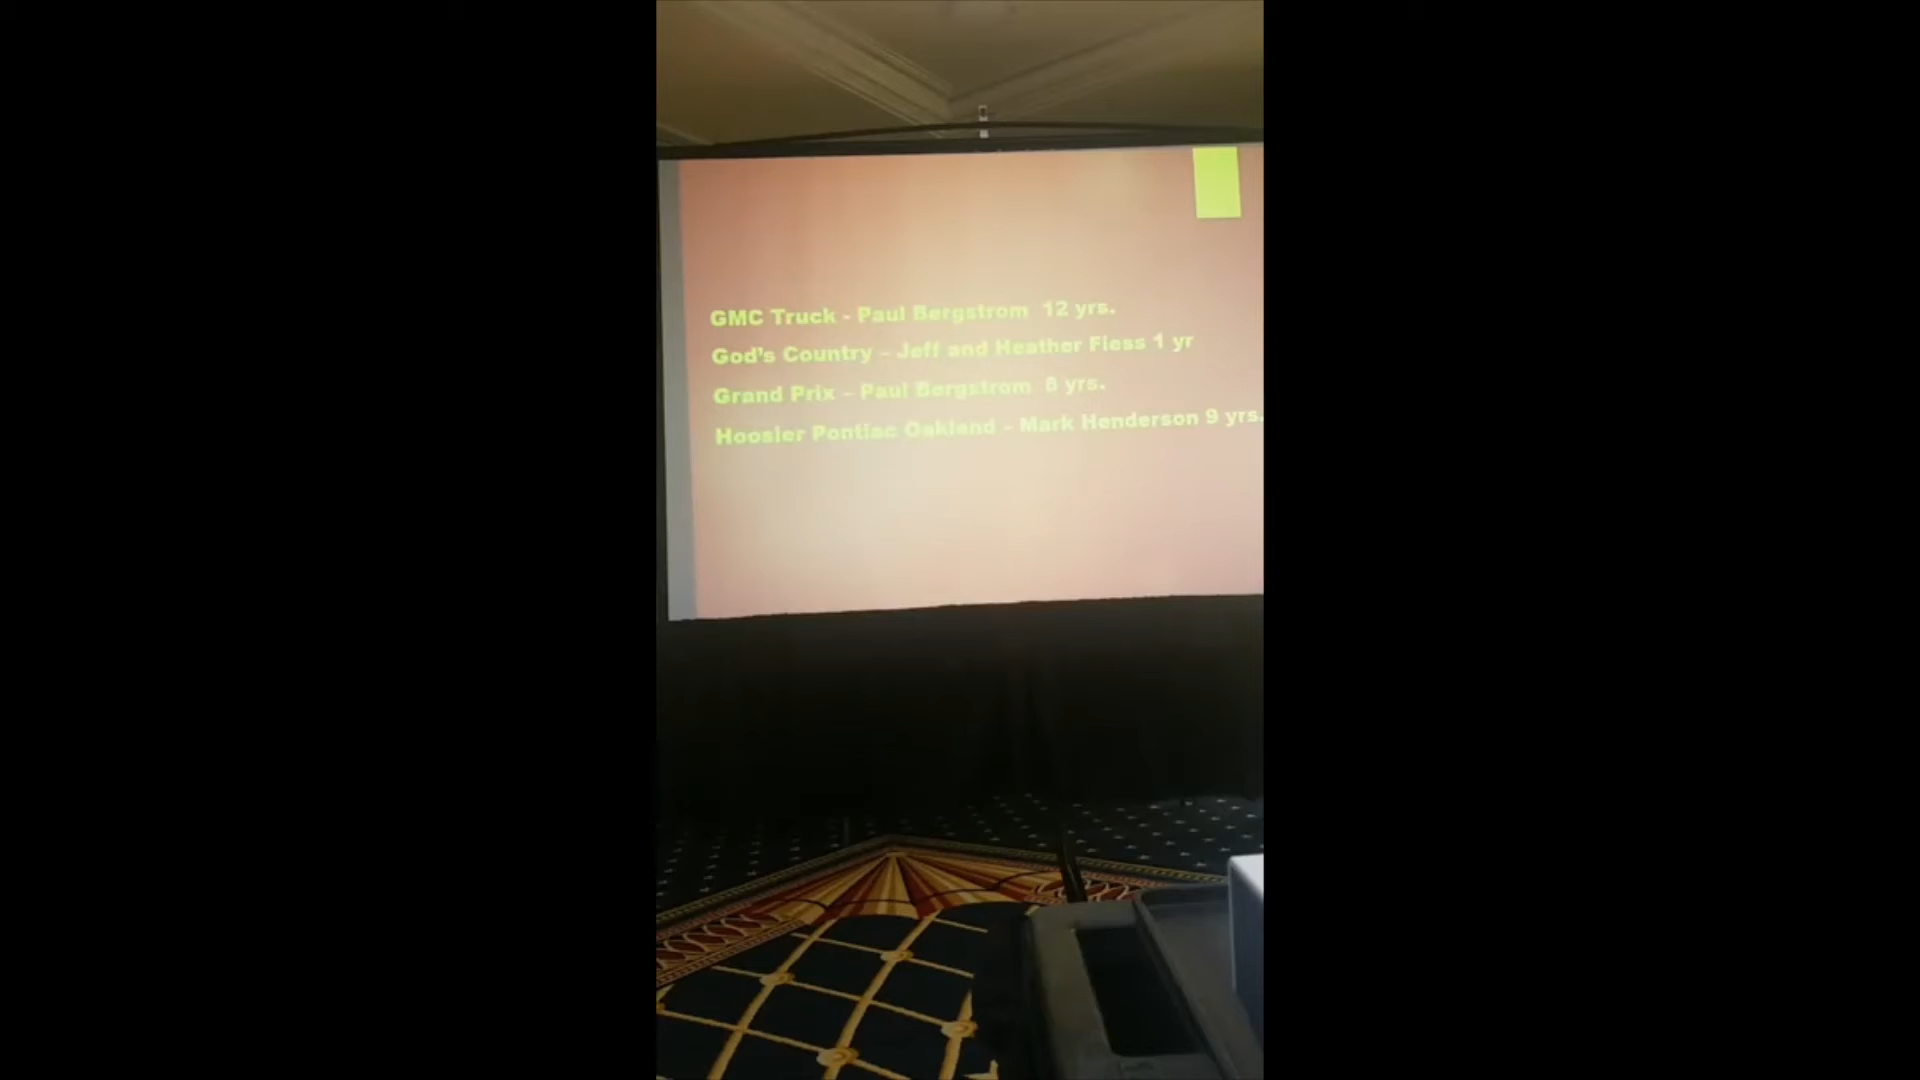 GMC Truck - Paul Bergstrom 12 yrs.
God's Country - Jeff and Heather Fless 1 yr
Grand Prix - Paul Bergstrom 8 yrs.
Hoosier Pontiac Oakland - Mark Henderson 9 yrs.